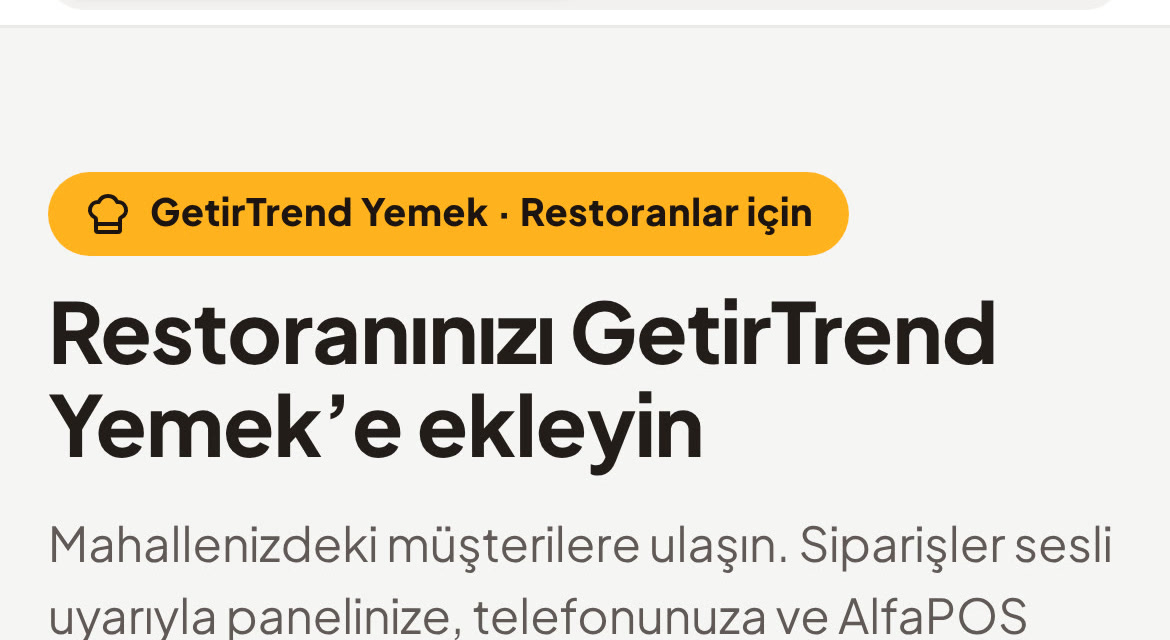 GetirTrend Yemek · Restoranlar için
Restoranınızı GetirTrend
Yemek’e ekleyin
Mahallenizdeki müşterilere ulaşın. Siparişler sesli
uyarıyla panelinize, telefonunuza ve AlfaPOS